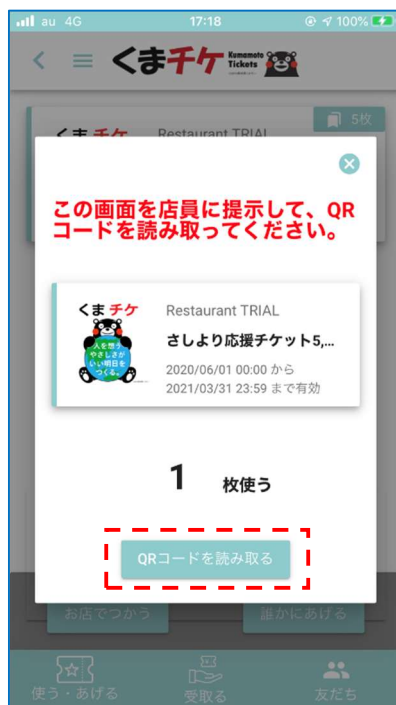 au 4G 17:18 100%
くまチケ Kumamoto Tickets
くまチケ Restaurant TRIAL 5枚
この画面を店員に提示して、QR
コードを読み取ってください。
くまチケ
人を想う
やさしさが
いい明日を
つくる。
Restaurant TRIAL
さしより応援チケット5,...
2020/06/01 00:00 から
2021/03/31 23:59 まで有効
1 枚使う
QRコードを読み取る
お店でつかう 誰かにあげる
使う・あげる 受取る 友だち